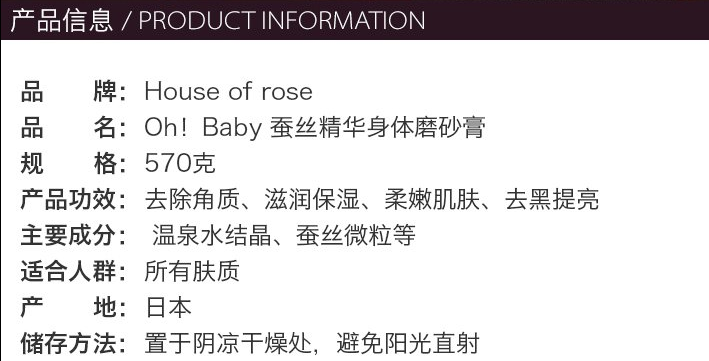 产品信息 / PRODUCT INFORMATION
品　　牌：House of rose
品　　名：Oh！Baby 蚕丝精华身体磨砂膏
规　　格：570克
产品功效：去除角质、滋润保湿、柔嫩肌肤、去黑提亮
主要成分： 温泉水结晶、蚕丝微粒等
适合人群：所有肤质
产　　地：日本
储存方法：置于阴凉干燥处，避免阳光直射